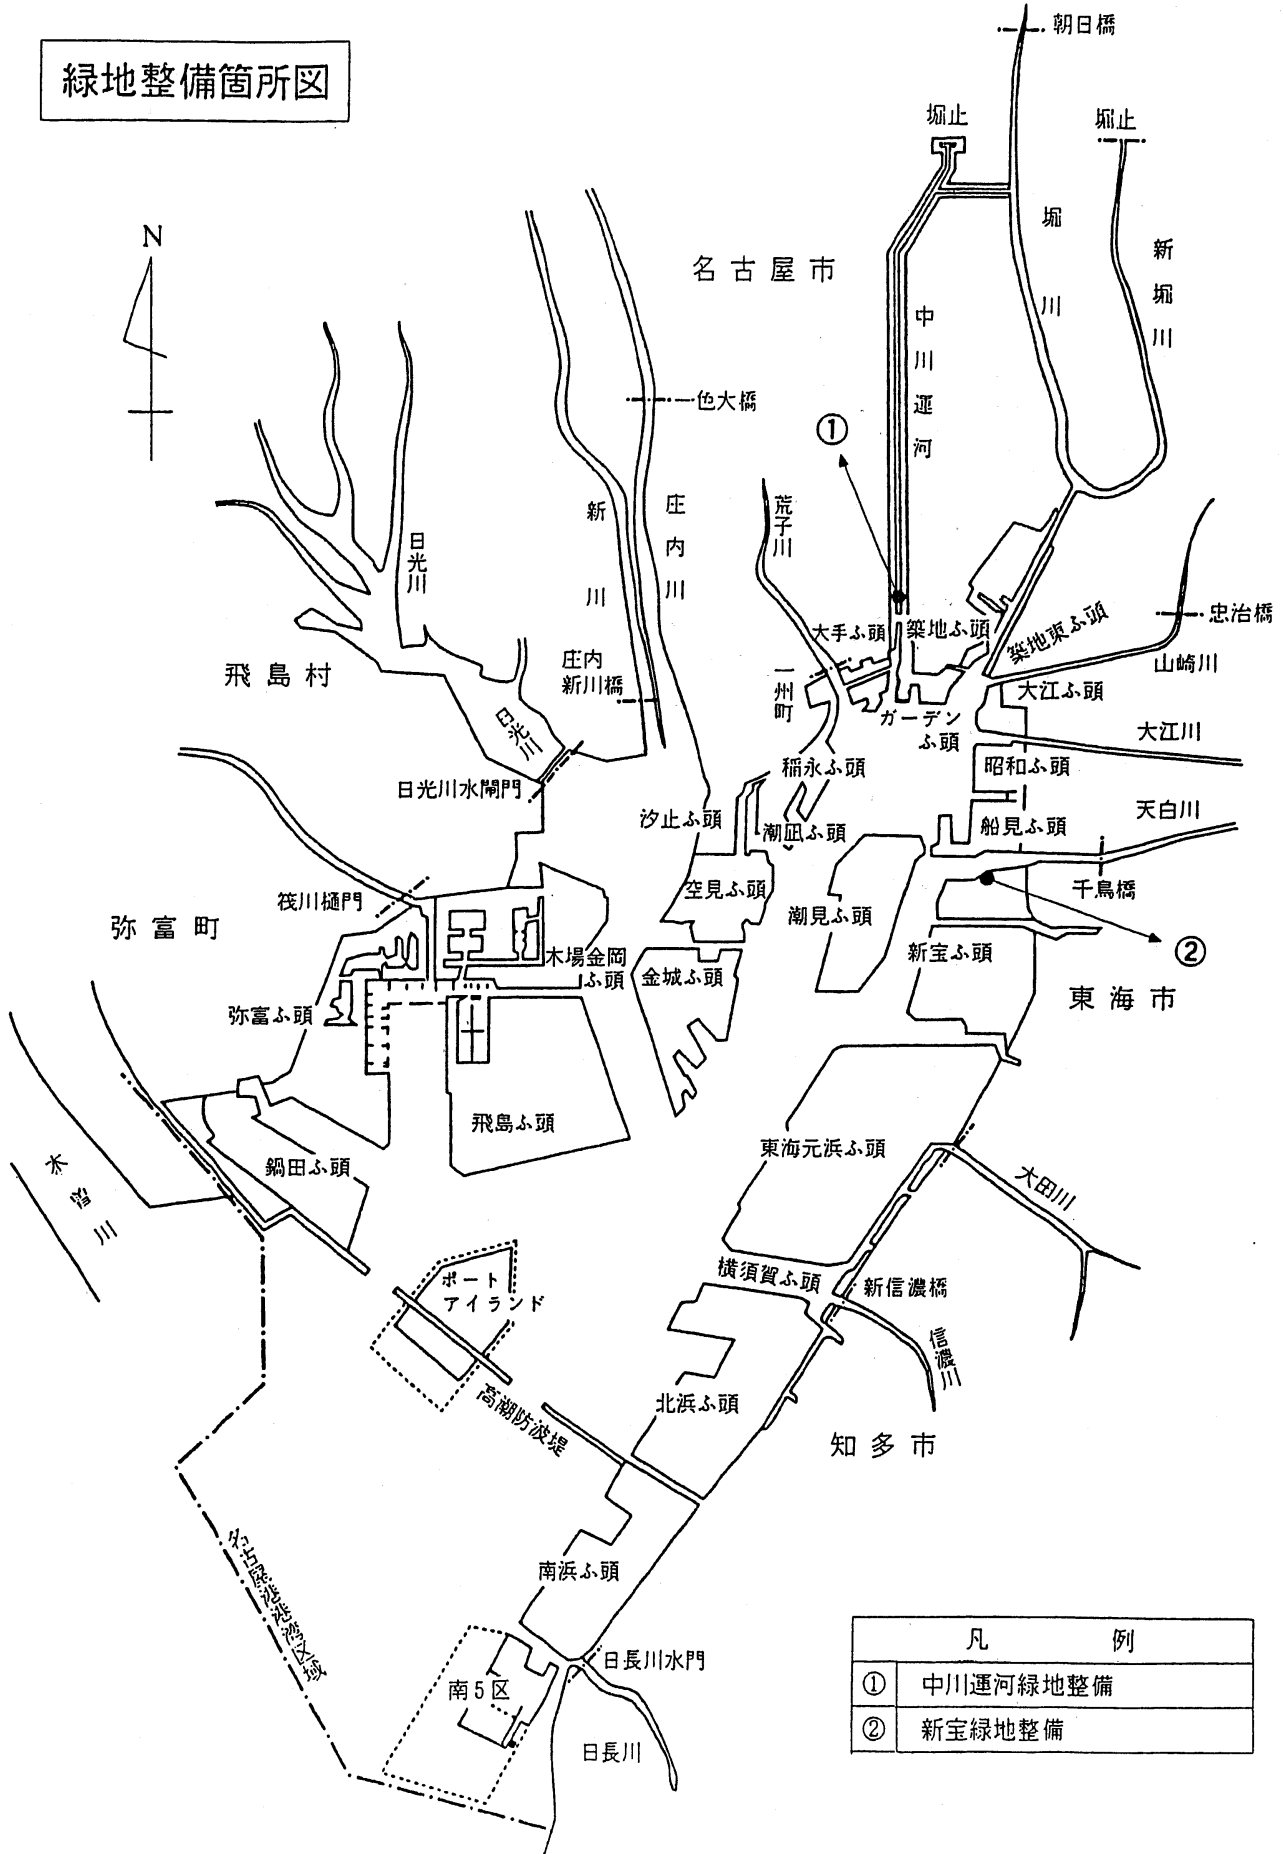 緑地整備箇所図
朝日橋
堀止
堀止
N
名古屋市
堀川
新堀川
中川運河
一色大橋
①
荒子川
庄内川
新川
日光川
大手ふ頭
築地ふ頭
築地東ふ頭
忠治橋
山崎川
飛島村
庄内
新川橋
一州町
大江ふ頭
ガーデン
ふ頭
日光川
大江川
昭和ふ頭
稲永ふ頭
日光川水閘門
天白川
汐止ふ頭
潮凪ふ頭
船見ふ頭
空見ふ頭
千鳥橋
筏川樋門
潮見ふ頭
弥富町
②
木場金岡
ふ頭
新宝ふ頭
金城ふ頭
東海市
弥富ふ頭
飛島ふ頭
東海元浜ふ頭
鍋田ふ頭
木曽川
大田川
横須賀ふ頭
ポート
アイランド
新信濃橋
信濃川
高潮防波堤
北浜ふ頭
知多市
名古屋港港湾区域
南浜ふ頭
日長川水門
南5区
日長川
凡例
① 中川運河緑地整備
② 新宝緑地整備